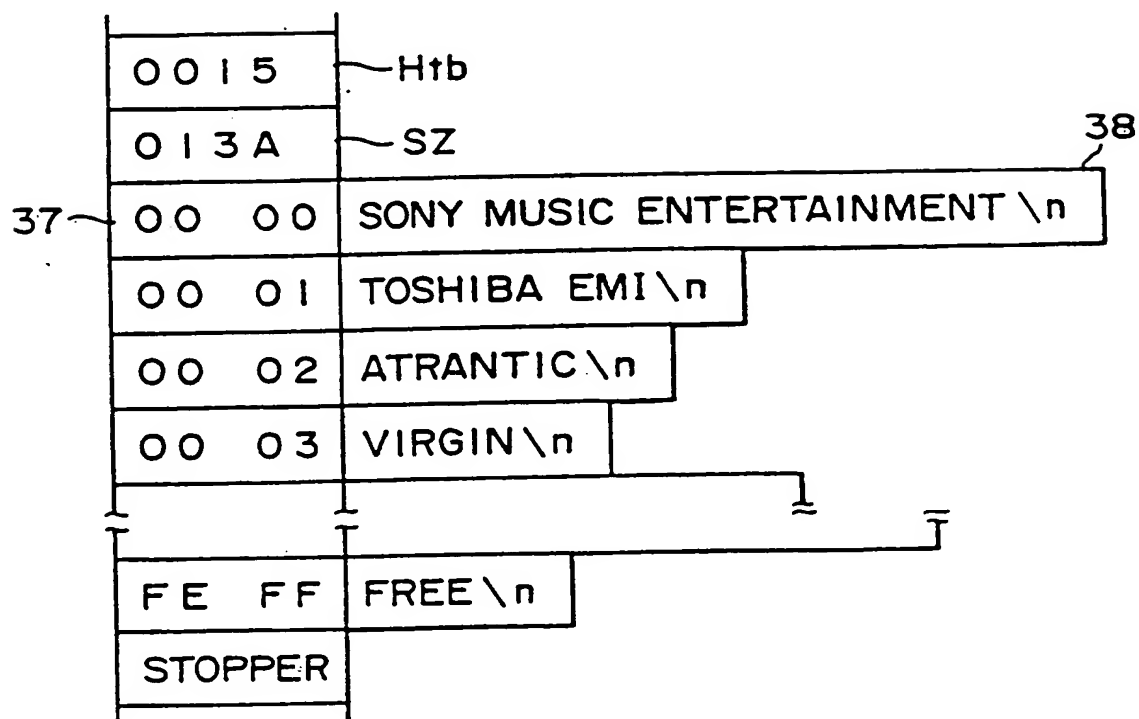 0015 Htb
013A SZ
38
37 00 00 SONY MUSIC ENTERTAINMENT \n
00 01 TOSHIBA EMI \n
00 02 ATRANTIC \n
00 03 VIRGIN \n
FE FF FREE \n
STOPPER